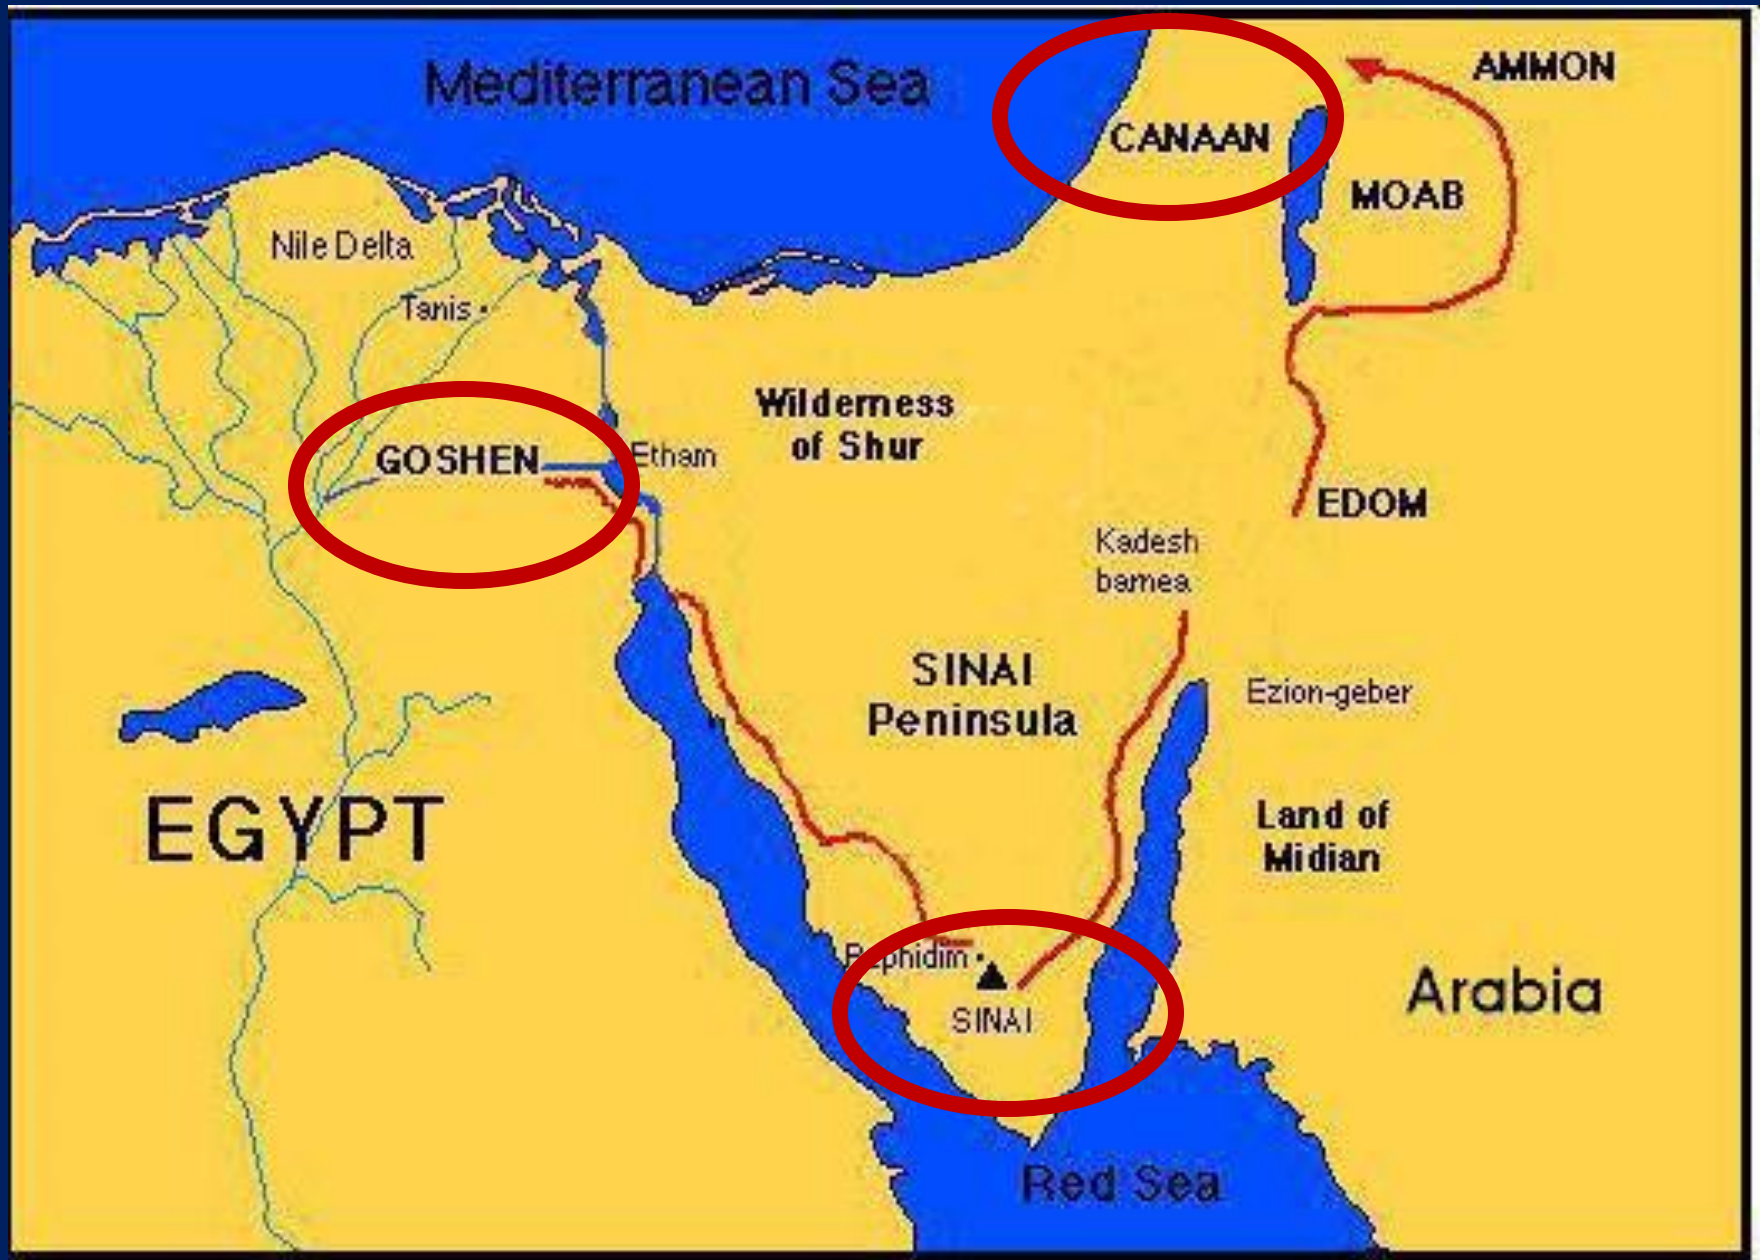 Mediterranean Sea
AMMON
CANAAN
MOAB
Nile Delta
Tanis
Wilderness
of Shur
GOSHEN
Etham
EDOM
Kadesh
barnea
SINAI
Peninsula
Ezion-geber
EGYPT
Land of
Midian
Rephidim
SINAI
Arabia
Red Sea